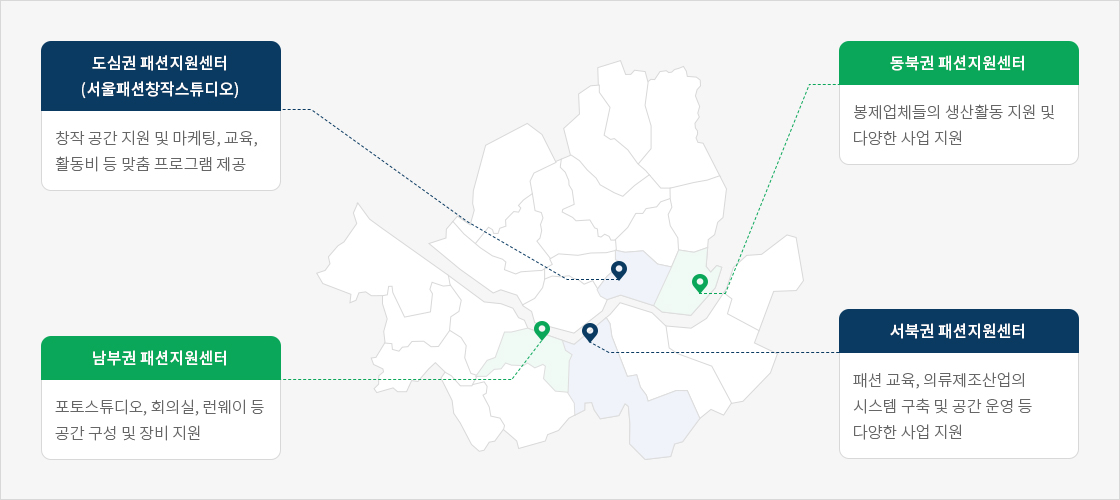 도심권 패션지원센터
(서울패션창작스튜디오)
창작 공간 지원 및 마케팅, 교육,
활동비 등 맞춤 프로그램 제공
동북권 패션지원센터
봉제업체들의 생산활동 지원 및
다양한 사업 지원
남부권 패션지원센터
포토스튜디오, 회의실, 런웨이 등
공간 구성 및 장비 지원
서북권 패션지원센터
패션 교육, 의류제조산업의
시스템 구축 및 공간 운영 등
다양한 사업 지원